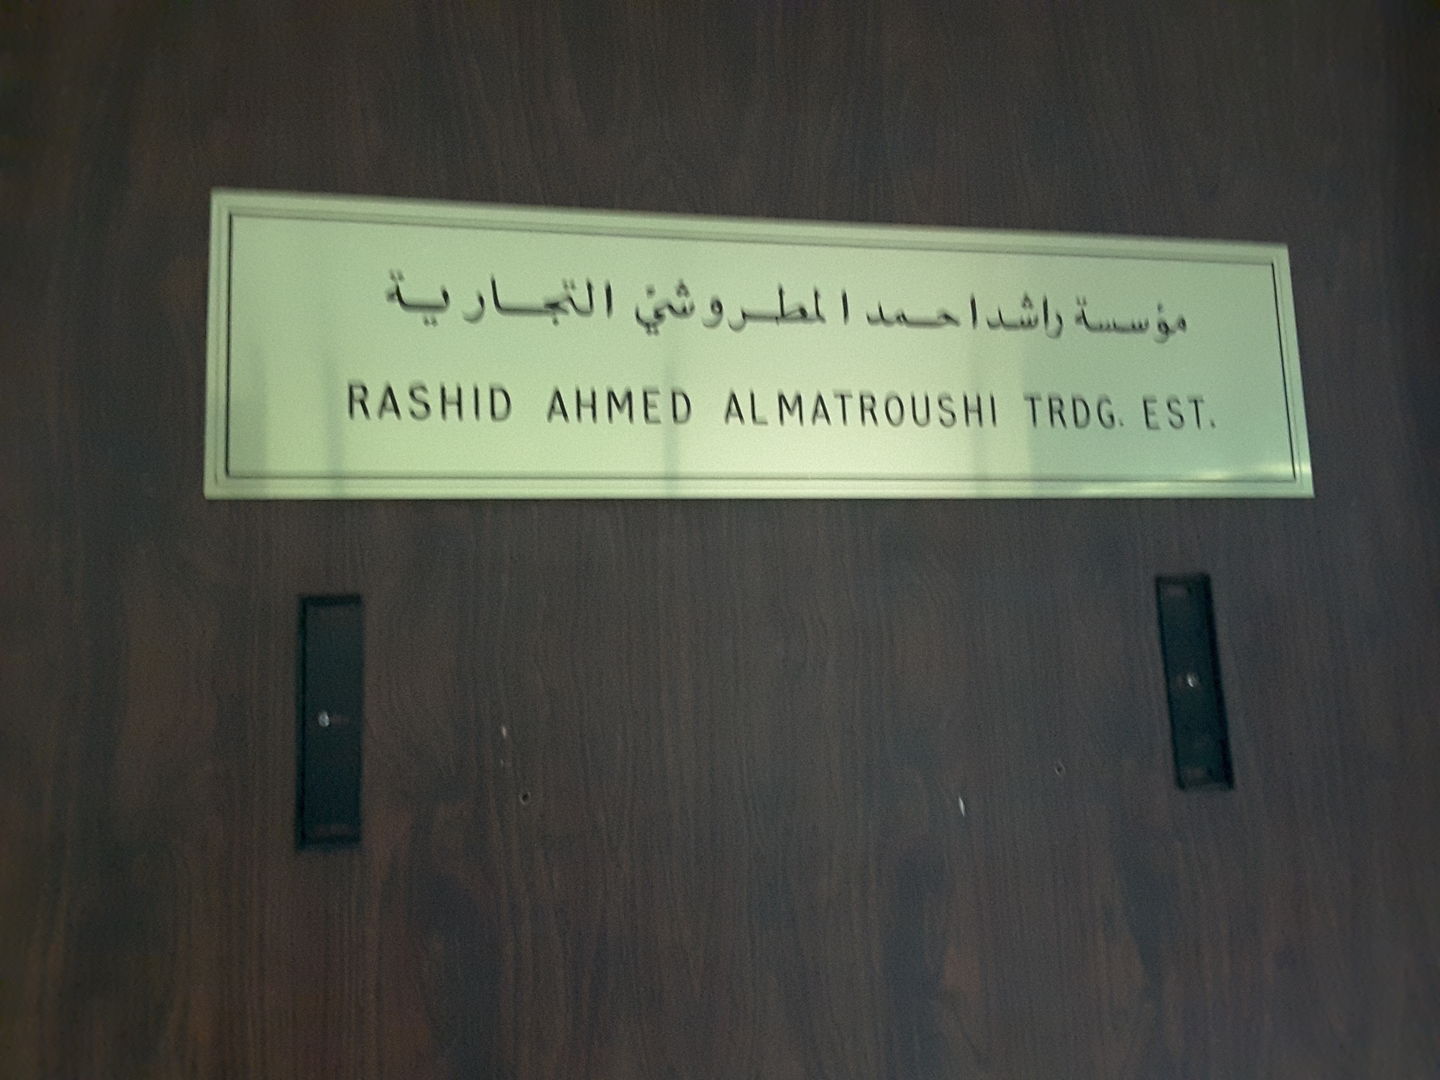 مؤسسة راشد احمد المطروشي التجارية
RASHID AHMED ALMATROUSHI TRDG. EST.